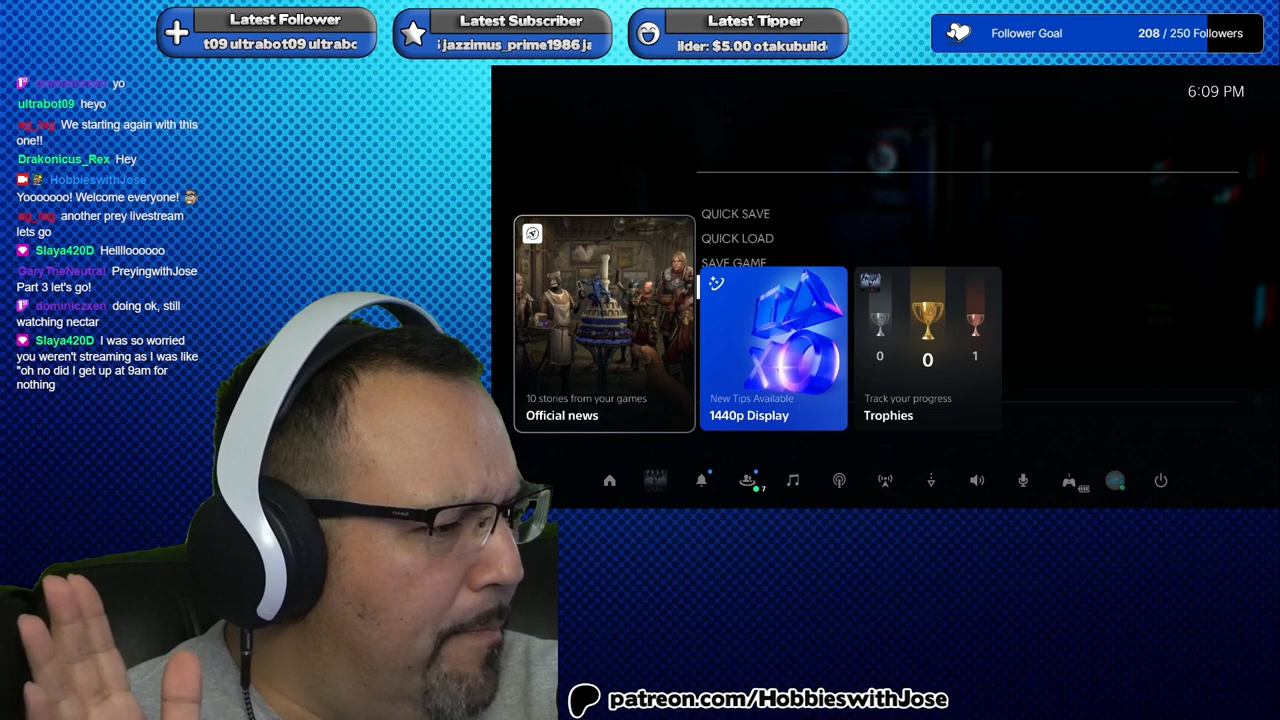 Latest Follower
t09 ultrabot09 ultrabo
Latest Subscriber
jazzimus_prime1986 ja
Latest Tipper
ilder: $5.00 otakubuild
Follower Goal
208 / 250 Followers
yo
ultrabot09 heyo
We starting again with this
one!!
Drakonicus_Rex Hey
HobbieswithJose
Yooooooo! Welcome everyone!
another prey livestream
lets go
Slaya420D Hellllooooo
GaryTheNeutral PreyingwithJose
Part 3 let's go!
dominiczxen doing ok, still
watching nectar
Slaya420D I was so worried
you weren't streaming as I was like
"oh no did I get up at 9am for
nothing
6:09 PM
QUICK SAVE
QUICK LOAD
SAVE GAME
10 stories from your games
Official news
New Tips Available
1440p Display
0
0
1
Track your progress
Trophies
7
patreon.com/HobbieswithJose